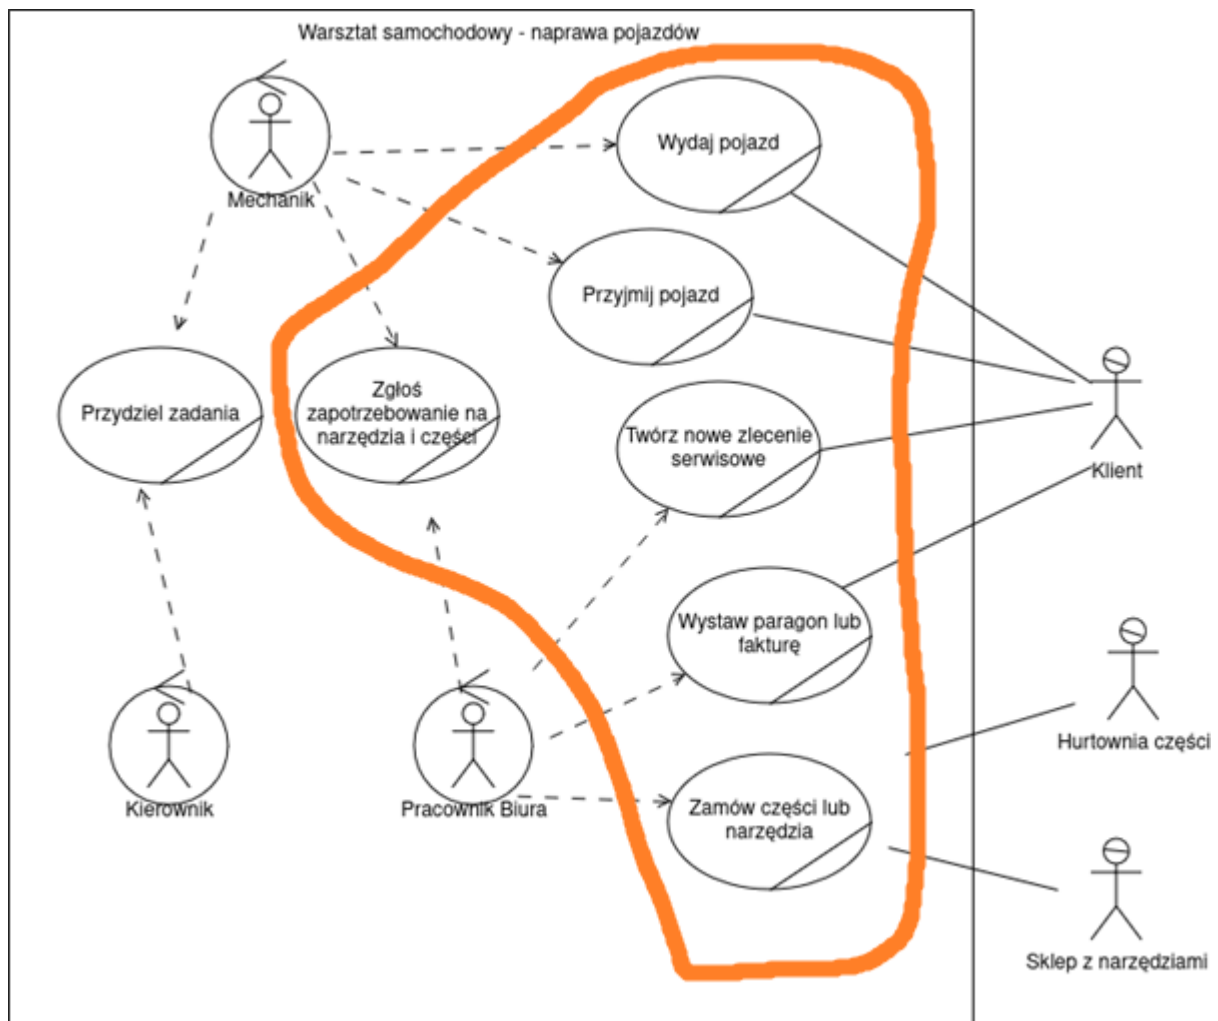 Warsztat samochodowy - naprawa pojazdów
Wydaj pojazd
Mechanik
Przyjmij pojazd
Przydziel zadania
Zgłoś
zapotrzebowanie na
narzędzia i części
Twórz nowe zlecenie
serwisowe
Klient
Wystaw paragon lub
fakturę
Hurtownia części
Kierownik
Pracownik Biura
Zamów części lub
narzędzia
Sklep z narzędziami